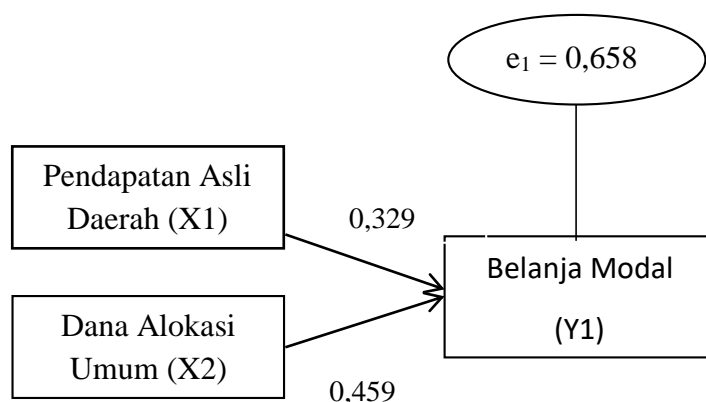 e₁ = 0,658
Pendapatan Asli
Daerah (X1)
0,329
Belanja Modal
(Y1)
Dana Alokasi
Umum (X2)
0,459